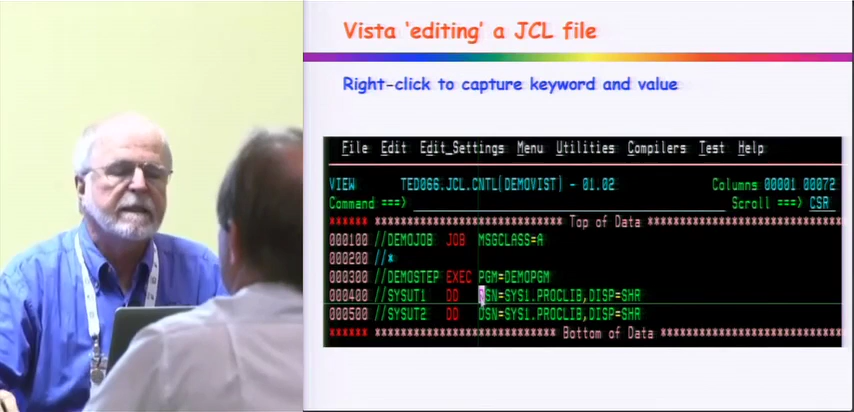 Vista ‘editing’ a JCL file
Right-click to capture keyword and value
File Edit Edit_Settings Menu Utilities Compilers Test Help
VIEW TED066.JCL.CNTL(DEMOVIST) - 01.02 Columns 00001 00072
Command ===> Scroll ===> CSR
****** **************************** Top of Data ****************************
000100 //DEMOJOB JOB MSGCLASS=A
000200 //*
000300 //DEMOSTEP EXEC PGM=DEMOPGM
000400 //SYSUT1 DD DSN=SYS1.PROCLIB,DISP=SHR
000500 //SYSUT2 DD DSN=SYS1.PROCLIB,DISP=SHR
****** *************************** Bottom of Data **************************